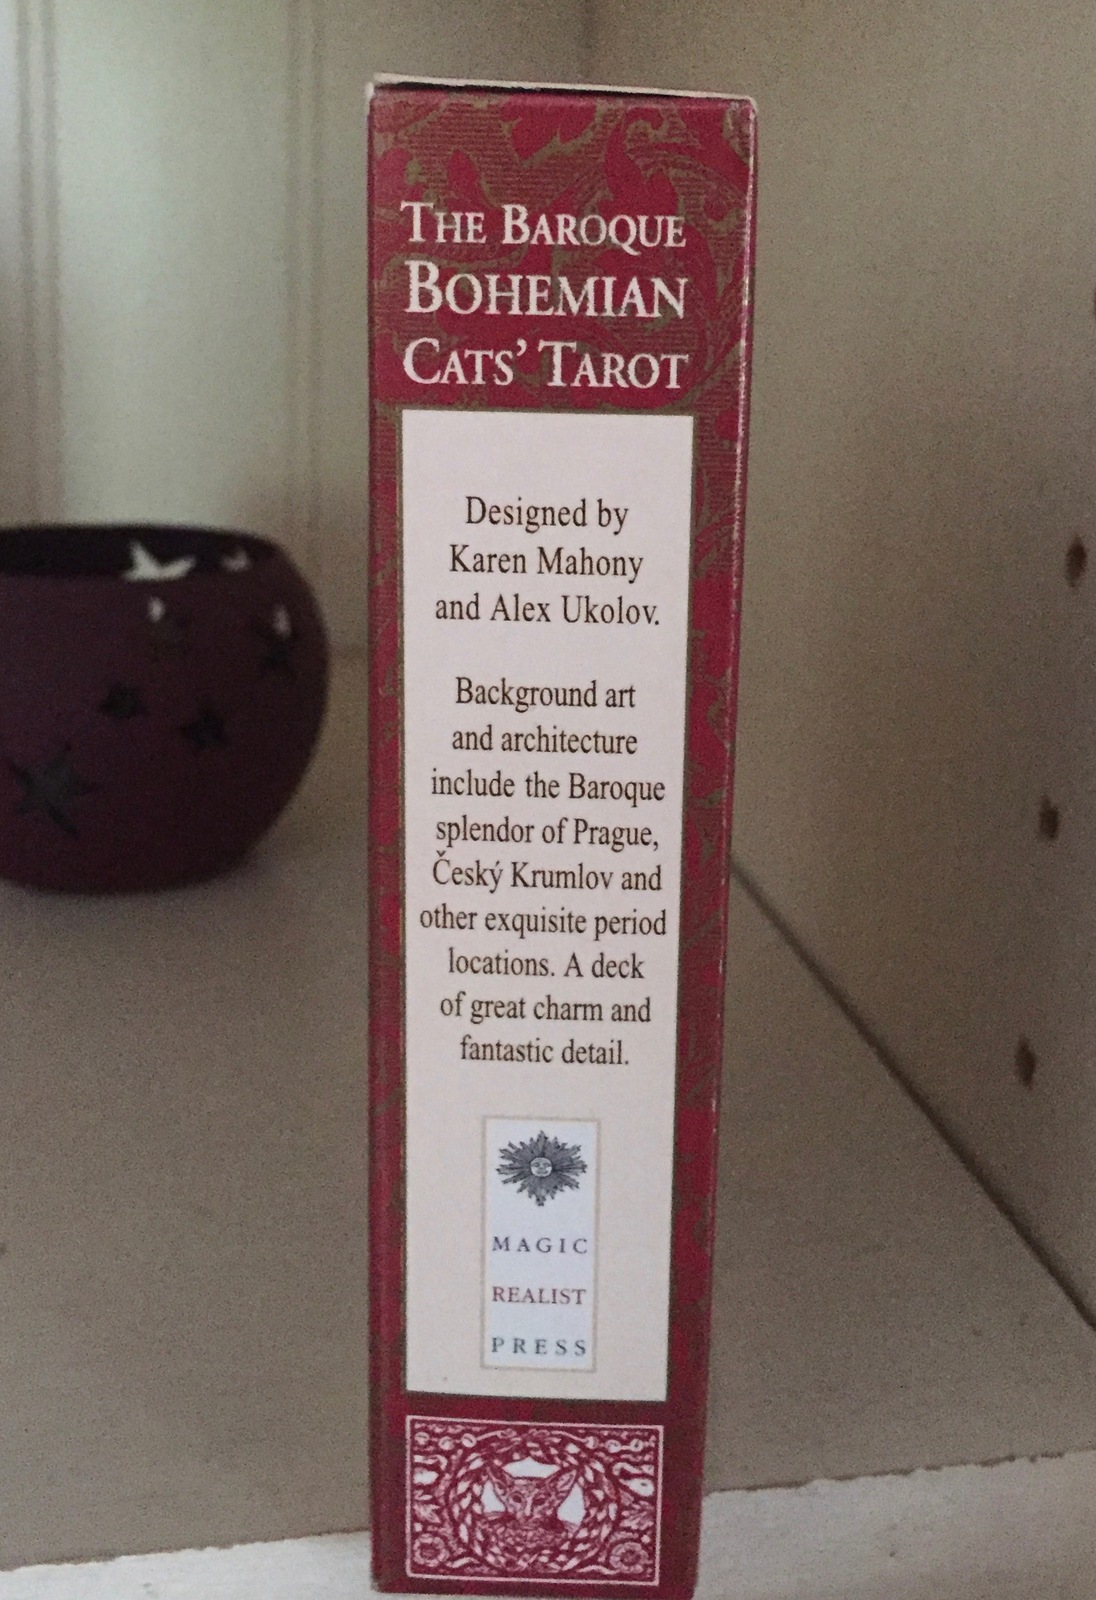 THE BAROQUE
BOHEMIAN
CATS' TAROT
Designed by
Karen Mahony
and Alex Ukolov.
Background art
and architecture
include the Baroque
splendor of Prague,
Český Krumlov and
other exquisite period
locations. A deck
of great charm and
fantastic detail.
MAGIC
REALIST
PRESS